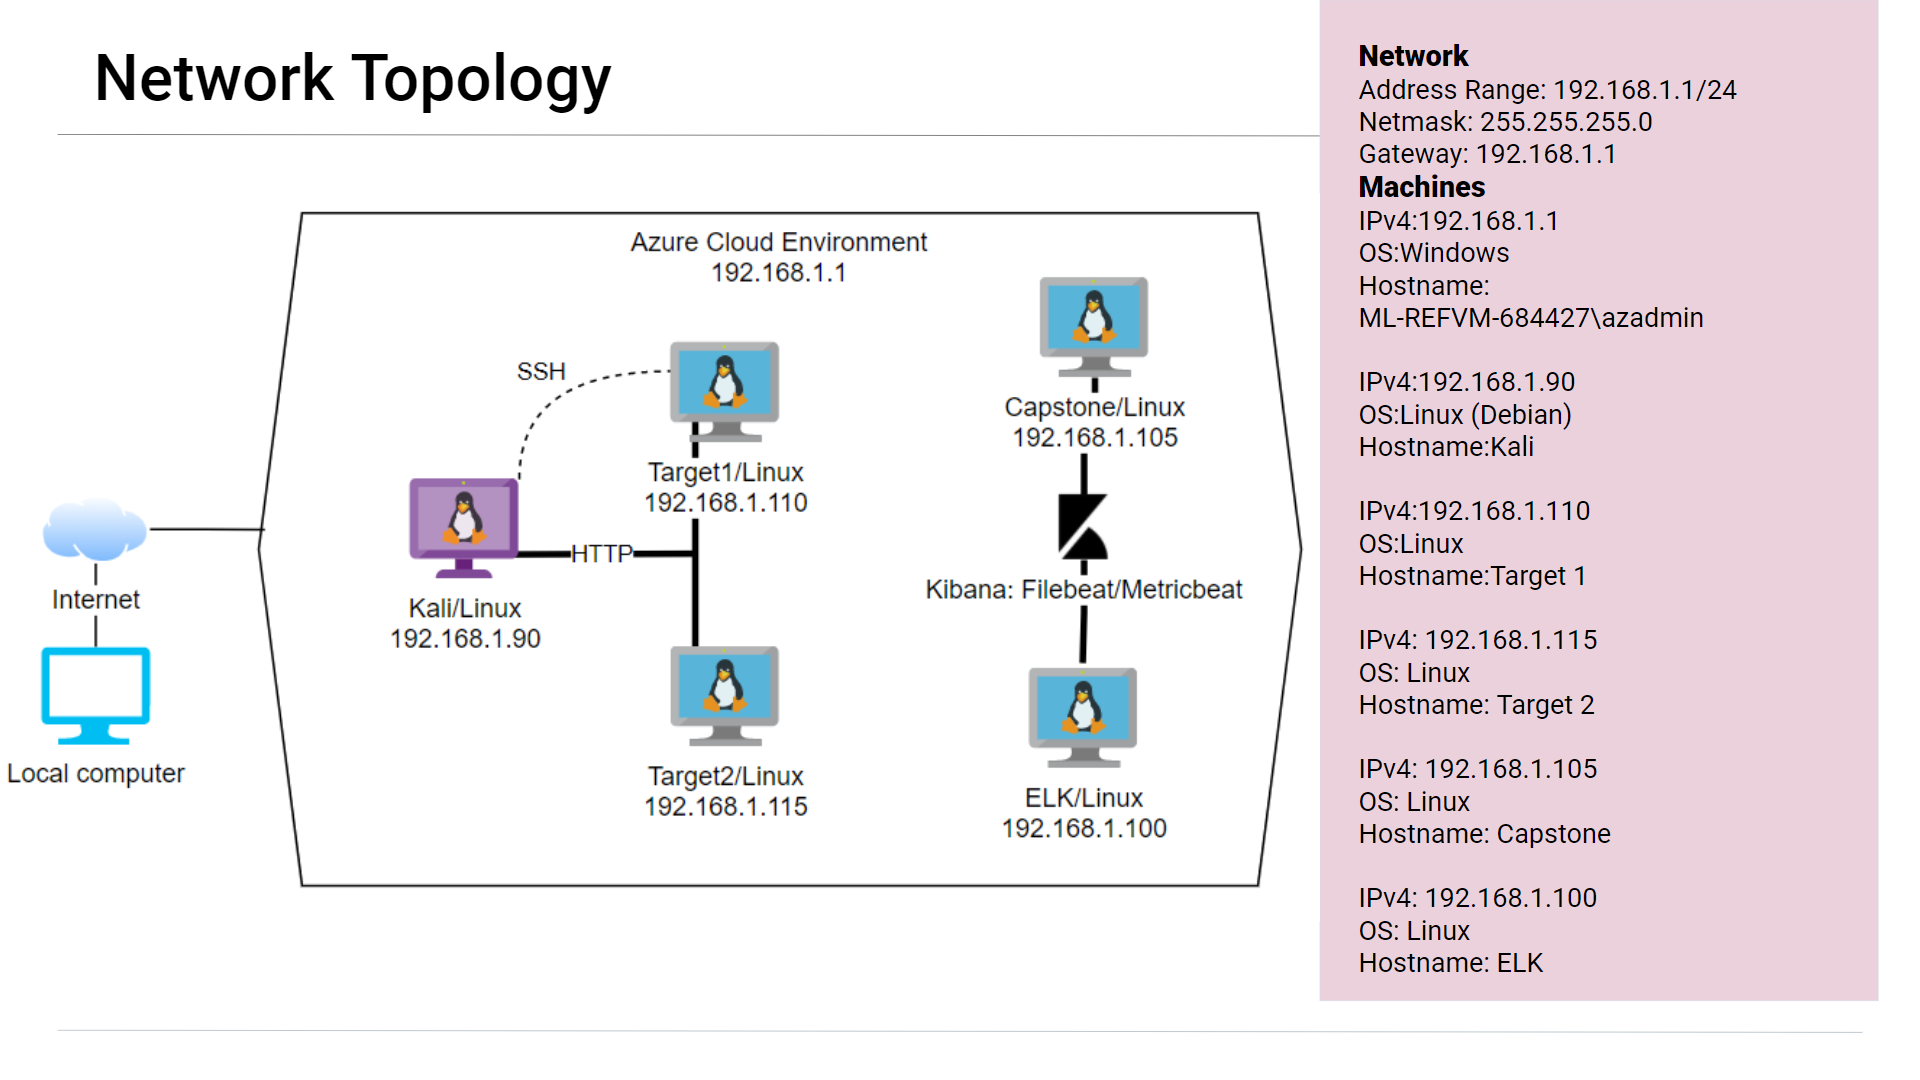 Network Topology
Azure Cloud Environment
192.168.1.1
SSH
Target1/Linux
192.168.1.110
HTTP
Kali/Linux
192.168.1.90
Target2/Linux
192.168.1.115
Capstone/Linux
192.168.1.105
Kibana: Filebeat/Metricbeat
ELK/Linux
192.168.1.100
Internet
Local computer
Network
Address Range: 192.168.1.1/24
Netmask: 255.255.255.0
Gateway: 192.168.1.1
Machines
IPv4:192.168.1.1
OS:Windows
Hostname:
ML-REFVM-684427\azadmin
IPv4:192.168.1.90
OS:Linux (Debian)
Hostname:Kali
IPv4:192.168.1.110
OS:Linux
Hostname:Target 1
IPv4: 192.168.1.115
OS: Linux
Hostname: Target 2
IPv4: 192.168.1.105
OS: Linux
Hostname: Capstone
IPv4: 192.168.1.100
OS: Linux
Hostname: ELK